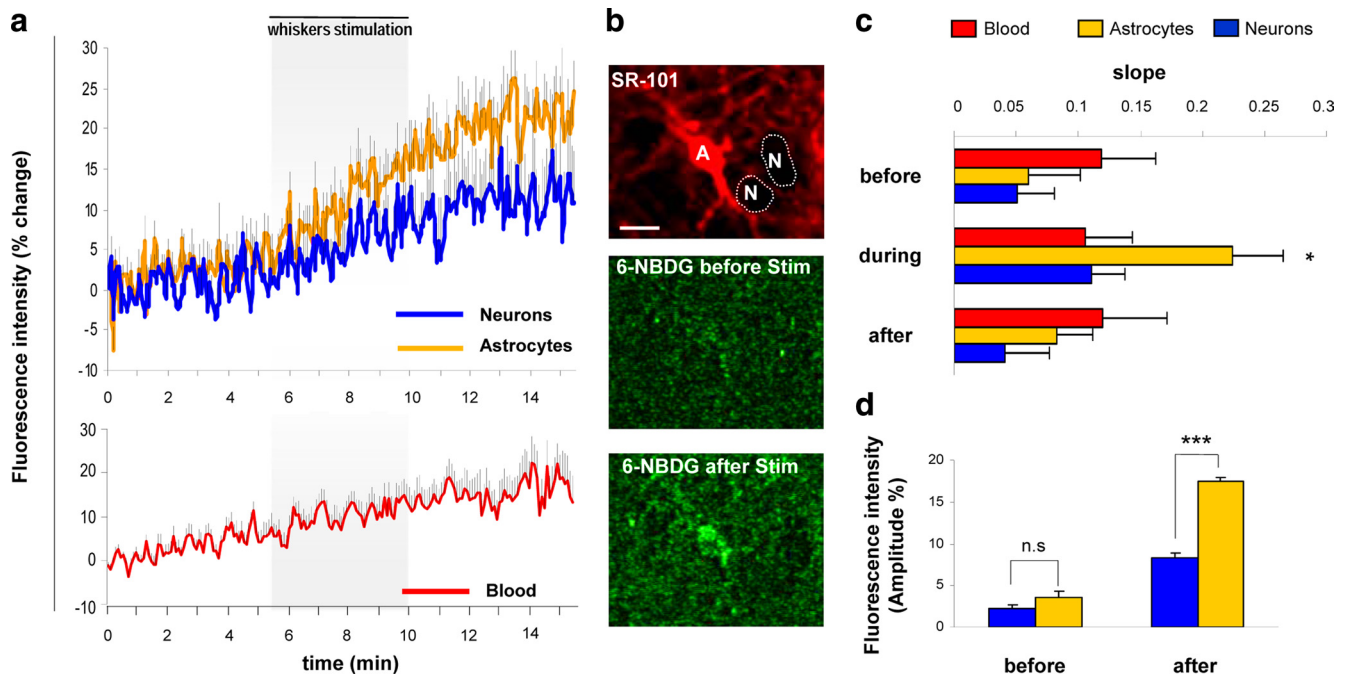 a
whiskers stimulation
Fluorescence intensity (% change)
30
25
20
15
10
5
0
-5
-10
Neurons
Astrocytes
0 2 4 6 8 10 12 14
30
20
10
0
-10
Blood
0 2 4 6 8 10 12 14
time (min)
b
SR-101
A
N
N
6-NBDG before Stim
6-NBDG after Stim
c
Blood Astrocytes Neurons
slope
0 0.05 0.1 0.15 0.2 0.25 0.3
before
during
*
after
d
Fluorescence intensity
(Amplitude %)
20
15
10
5
0
n.s
***
before after